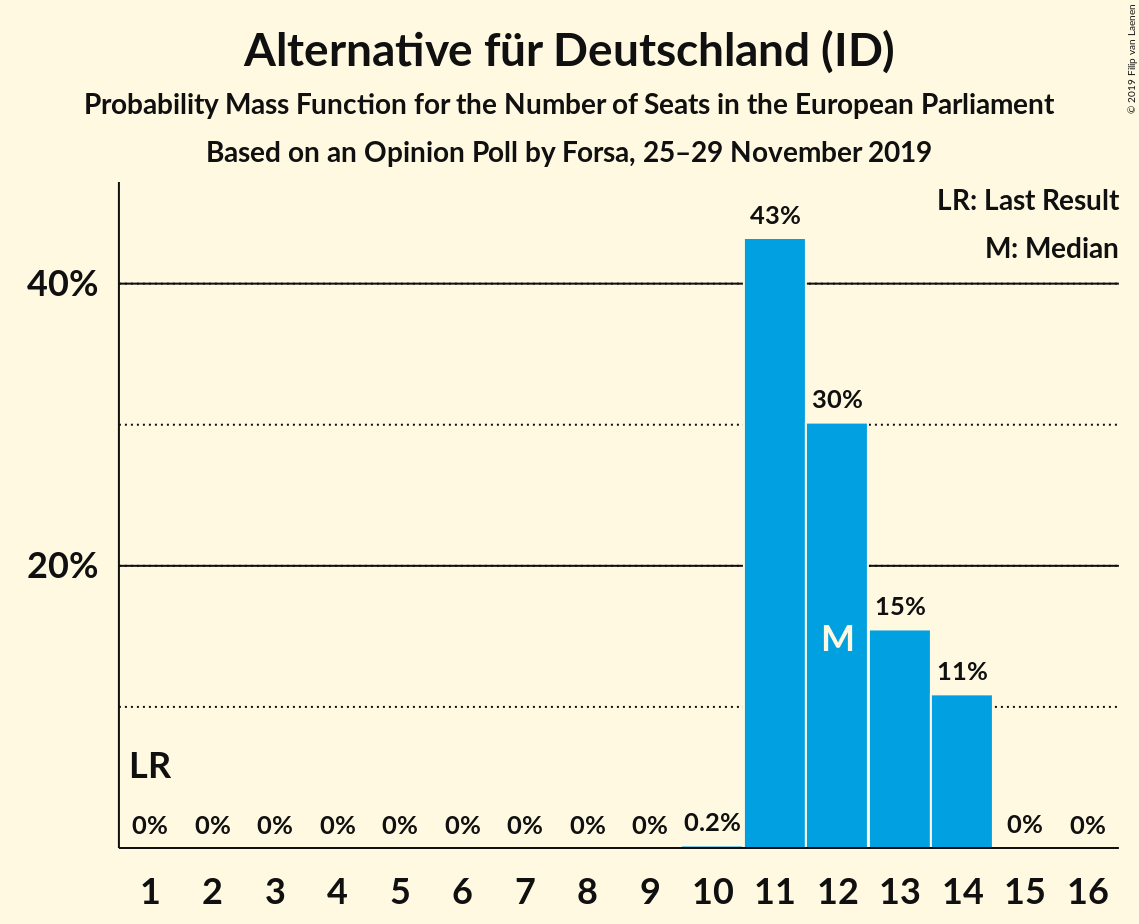 Alternative für Deutschland (ID)
Probability Mass Function for the Number of Seats in the European Parliament
Based on an Opinion Poll by Forsa, 25–29 November 2019
© 2019 Filip van Laenen
LR: Last Result
M: Median
43%
40%
30%
20%
15%
M
11%
LR
0% 0% 0% 0% 0% 0% 0% 0% 0% 0.2% 0% 0%
1 2 3 4 5 6 7 8 9 10 11 12 13 14 15 16